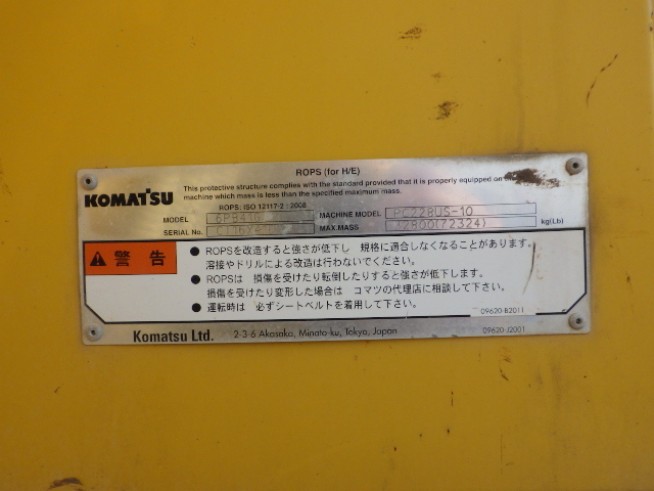 ROPS (for H/E)
This protective structure complies with the standard provided that it is properly equipped on
machine which mass is less than the specified maximum mass.
KOMATSU
ROPS: ISO 12117-2 : 2008
MODEL MACHINE MODEL PC228US-10
SERIAL No. MAX.MASS 32800(72324) kg(Lb)
警告
● ROPSを改造すると強さが低下し 規格に適合しなくなることがあります。
溶接やドリルによる改造は行わないでください。
● ROPSは 損傷を受けたり転倒したりすると強さが低下します。
損傷を受けたり変形した場合は コマツの代理店に相談して下さい。
● 運転時は 必ずシートベルトを着用して下さい。
09620-B2011
Komatsu Ltd. 2-3-6 Akasaka, Minato-ku, Tokyo, Japan
09620-J2001